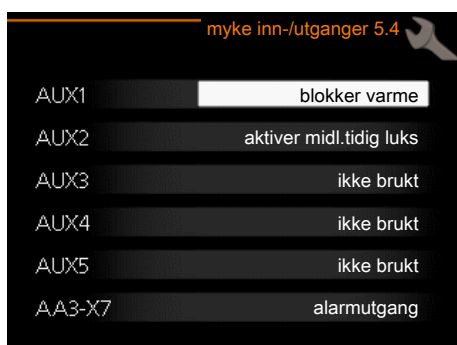 myke inn-/utganger 5.4
AUX1 blokker varme
AUX2 aktiver midl.tidig luks
AUX3 ikke brukt
AUX4 ikke brukt
AUX5 ikke brukt
AA3-X7 alarmutgang